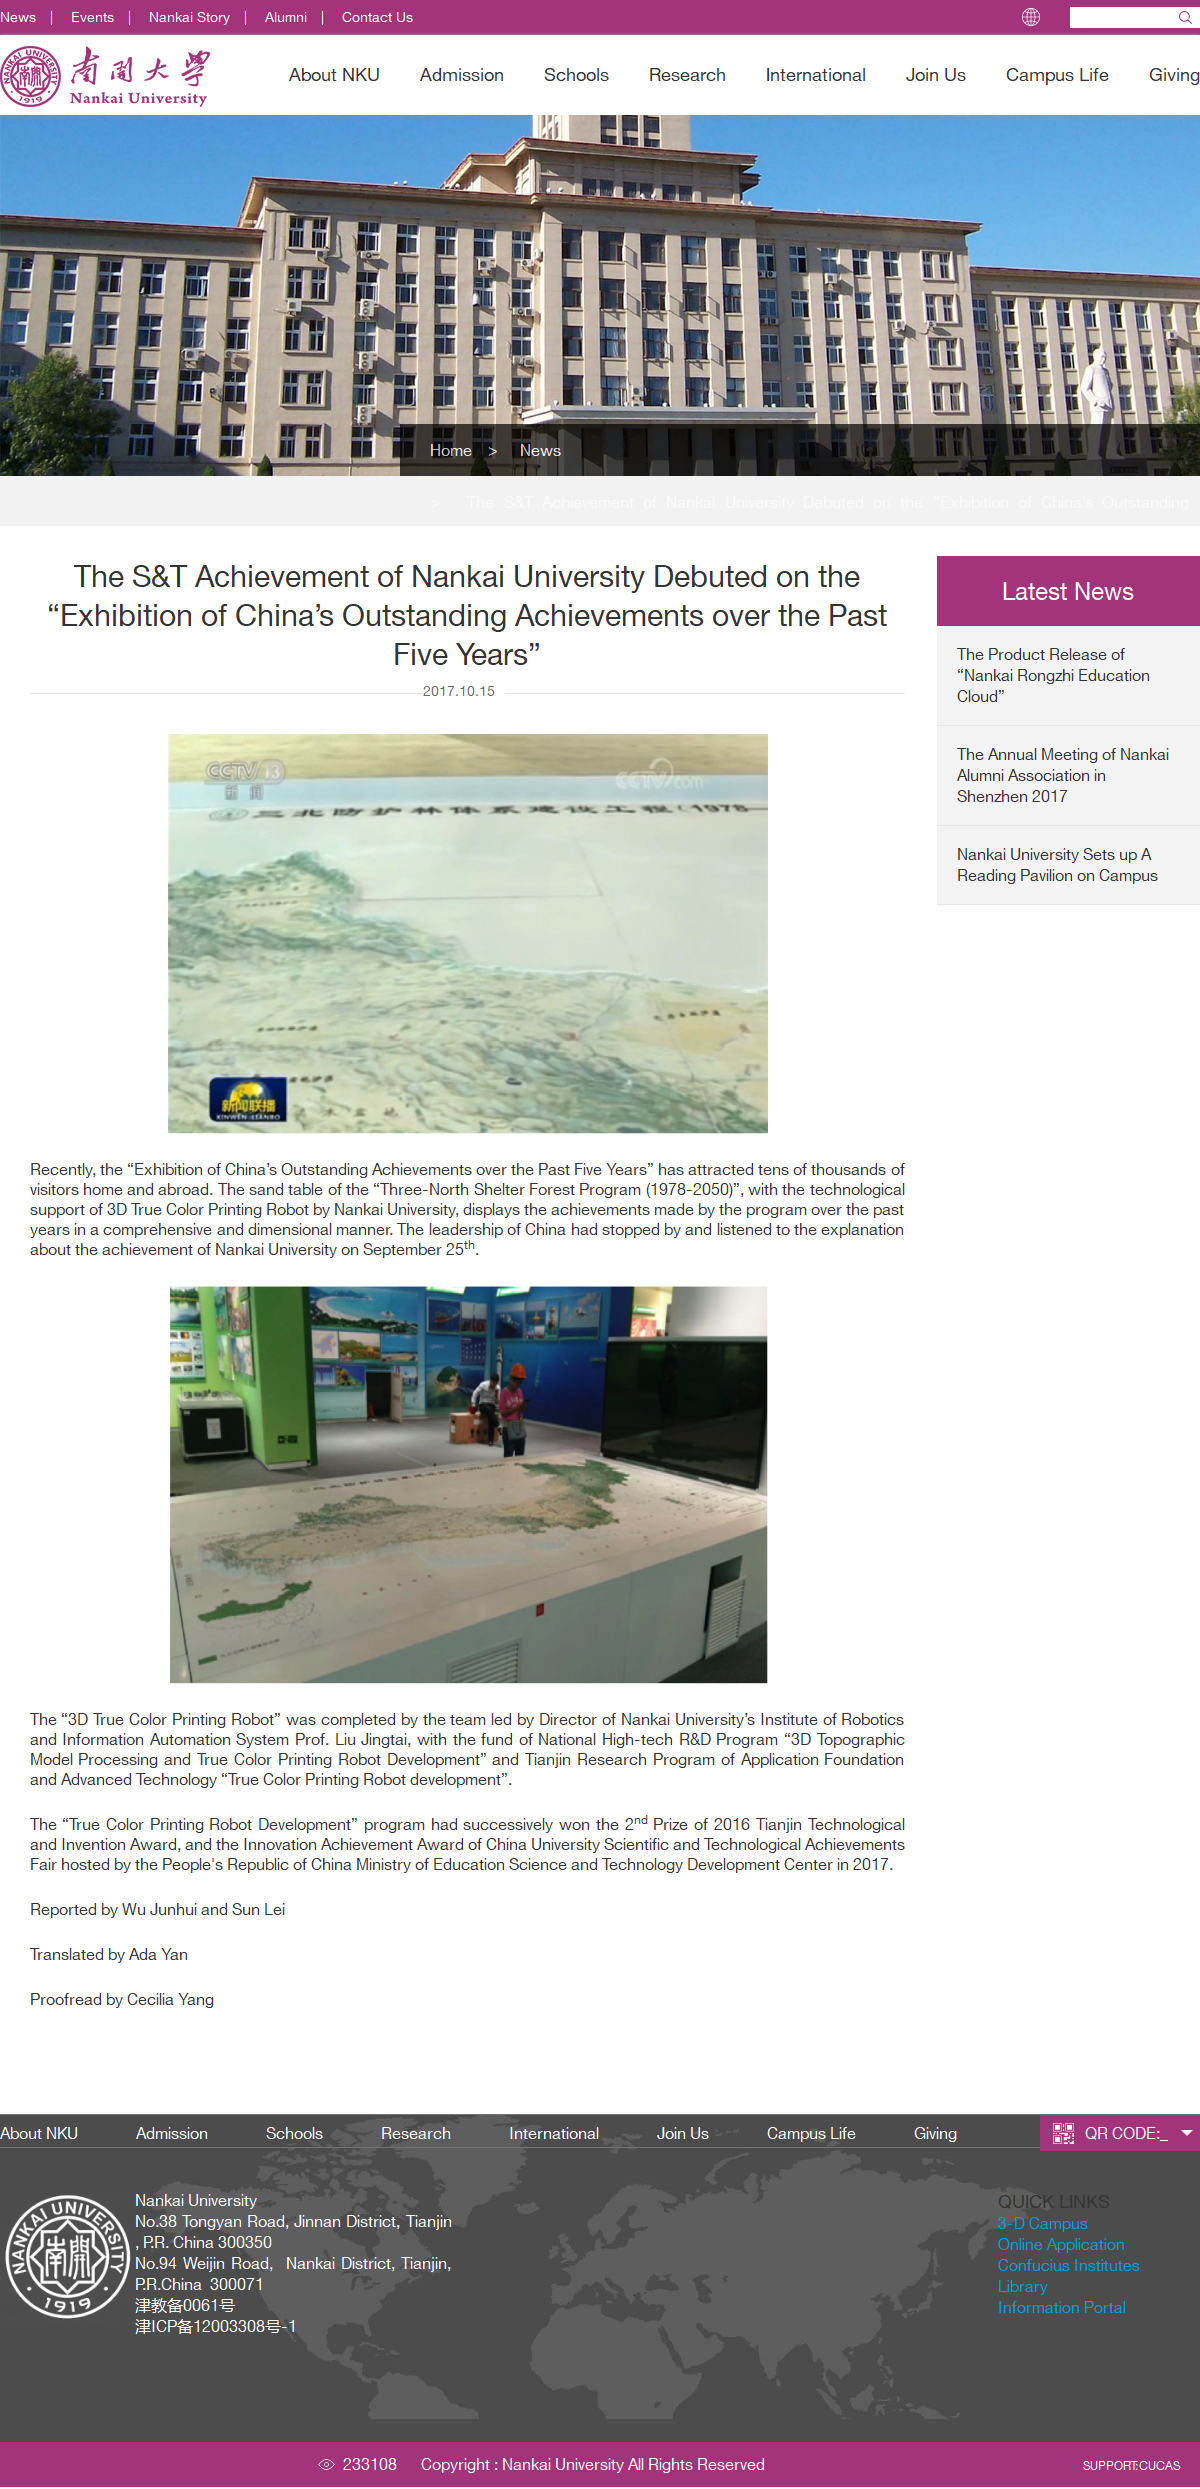 News | Events | Nankai Story | Alumni | Contact Us
NANKAI UNIVERSITY 1919
南開大學
Nankai University
About NKU Admission Schools Research International Join Us Campus Life Giving
Home > News
> The S&T Achievement of Nankai University Debuted on the “Exhibition of China’s Outstanding
The S&T Achievement of Nankai University Debuted on the
“Exhibition of China’s Outstanding Achievements over the Past
Five Years”
2017.10.15
Latest News
The Product Release of
“Nankai Rongzhi Education
Cloud”
The Annual Meeting of Nankai
Alumni Association in
Shenzhen 2017
Nankai University Sets up A
Reading Pavilion on Campus
CCTV 13
新闻
CCTV.com
三北防护林体系建设工程(1978
新闻联播
XINWEN LIANBO
Recently, the “Exhibition of China’s Outstanding Achievements over the Past Five Years” has attracted tens of thousands of
visitors home and abroad. The sand table of the “Three-North Shelter Forest Program (1978-2050)”, with the technological
support of 3D True Color Printing Robot by Nankai University, displays the achievements made by the program over the past
years in a comprehensive and dimensional manner. The leadership of China had stopped by and listened to the explanation
about the achievement of Nankai University on September 25th.
The “3D True Color Printing Robot” was completed by the team led by Director of Nankai University’s Institute of Robotics
and Information Automation System Prof. Liu Jingtai, with the fund of National High-tech R&D Program “3D Topographic
Model Processing and True Color Printing Robot Development” and Tianjin Research Program of Application Foundation
and Advanced Technology “True Color Printing Robot development”.
The “True Color Printing Robot Development” program had successively won the 2nd Prize of 2016 Tianjin Technological
and Invention Award, and the Innovation Achievement Award of China University Scientific and Technological Achievements
Fair hosted by the People's Republic of China Ministry of Education Science and Technology Development Center in 2017.
Reported by Wu Junhui and Sun Lei
Translated by Ada Yan
Proofread by Cecilia Yang
About NKU Admission Schools Research International Join Us Campus Life Giving QR CODE:_
NANKAI UNIVERSITY
南開
1919
Nankai University
No.38 Tongyan Road, Jinnan District, Tianjin
, P.R. China 300350
No.94 Weijin Road, Nankai District, Tianjin,
P.R.China 300071
津教备0061号
津ICP备12003308号-1
QUICK LINKS
3-D Campus
Online Application
Confucius Institutes
Library
Information Portal
233108 Copyright : Nankai University All Rights Reserved
SUPPORT:CUCAS